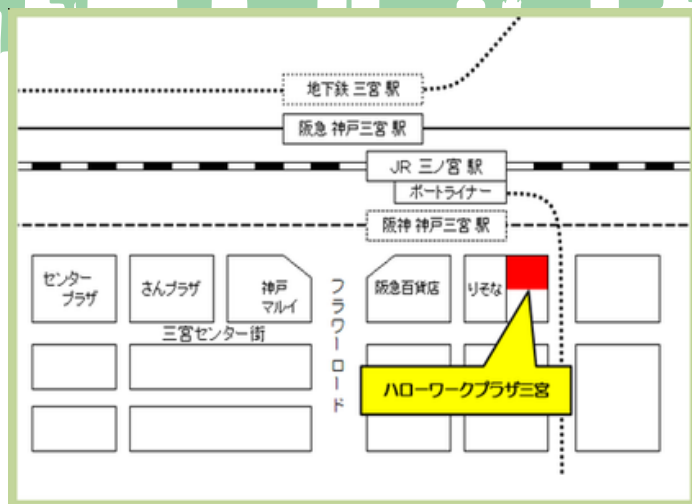 地下鉄 三宮 駅
阪急 神戸三宮 駅
JR 三ノ宮 駅
ポートライナー
阪神 神戸三宮 駅
センター
プラザ
さんプラザ
神戸
マルイ
フラワーロード
阪急百貨店
りそな
三宮センター街
ハローワークプラザ三宮